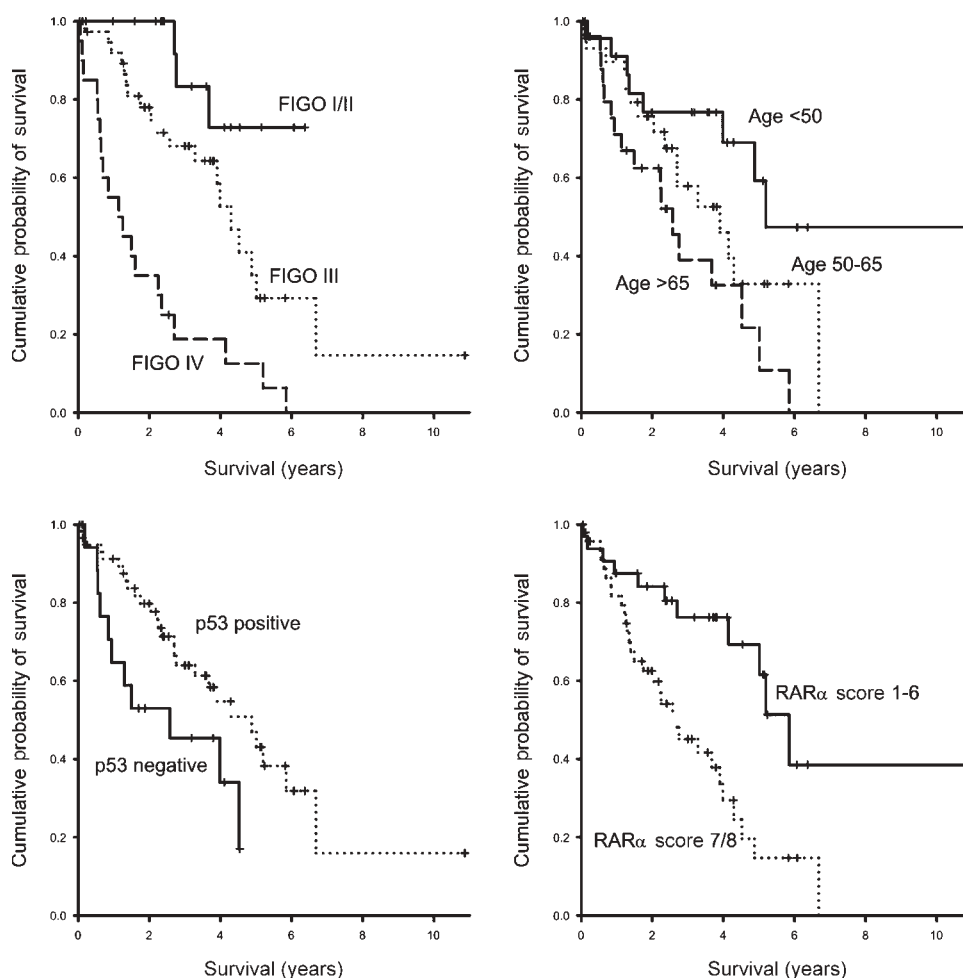 Cumulative probability of survival
1.0
0.8
0.6
0.4
0.2
0.0
FIGO I/II
FIGO III
FIGO IV
0 2 4 6 8 10
Survival (years)
Cumulative probability of survival
1.0
0.8
0.6
0.4
0.2
0.0
Age <50
Age 50-65
Age >65
0 2 4 6 8 10
Survival (years)
Cumulative probability of survival
1.0
0.8
0.6
0.4
0.2
0.0
p53 positive
p53 negative
0 2 4 6 8 10
Survival (years)
Cumulative probability of survival
1.0
0.8
0.6
0.4
0.2
0.0
RARα score 1-6
RARα score 7/8
0 2 4 6 8 10
Survival (years)